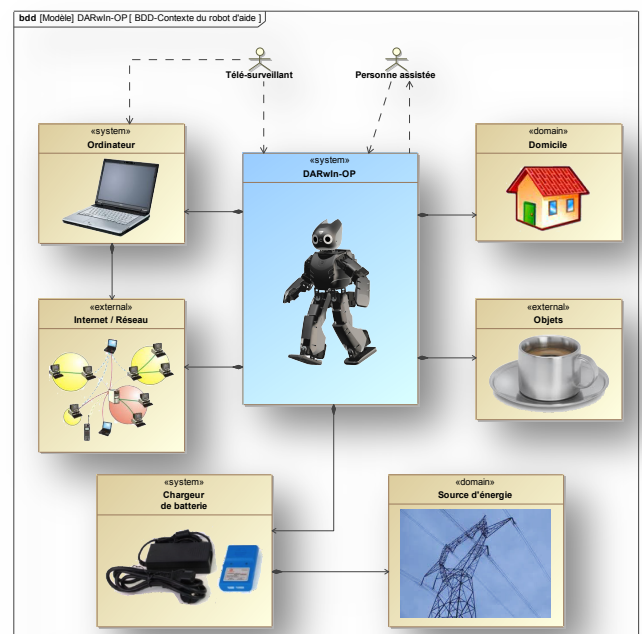 bdd [Modèle] DARwIn-OP [ BDD-Contexte du robot d'aide ]
Télé-surveillant
Personne assistée
«system»
Ordinateur
«system»
DARwIn-OP
«domain»
Domicile
«external»
Internet / Réseau
«external»
Objets
«system»
Chargeur
de batterie
«domain»
Source d'énergie